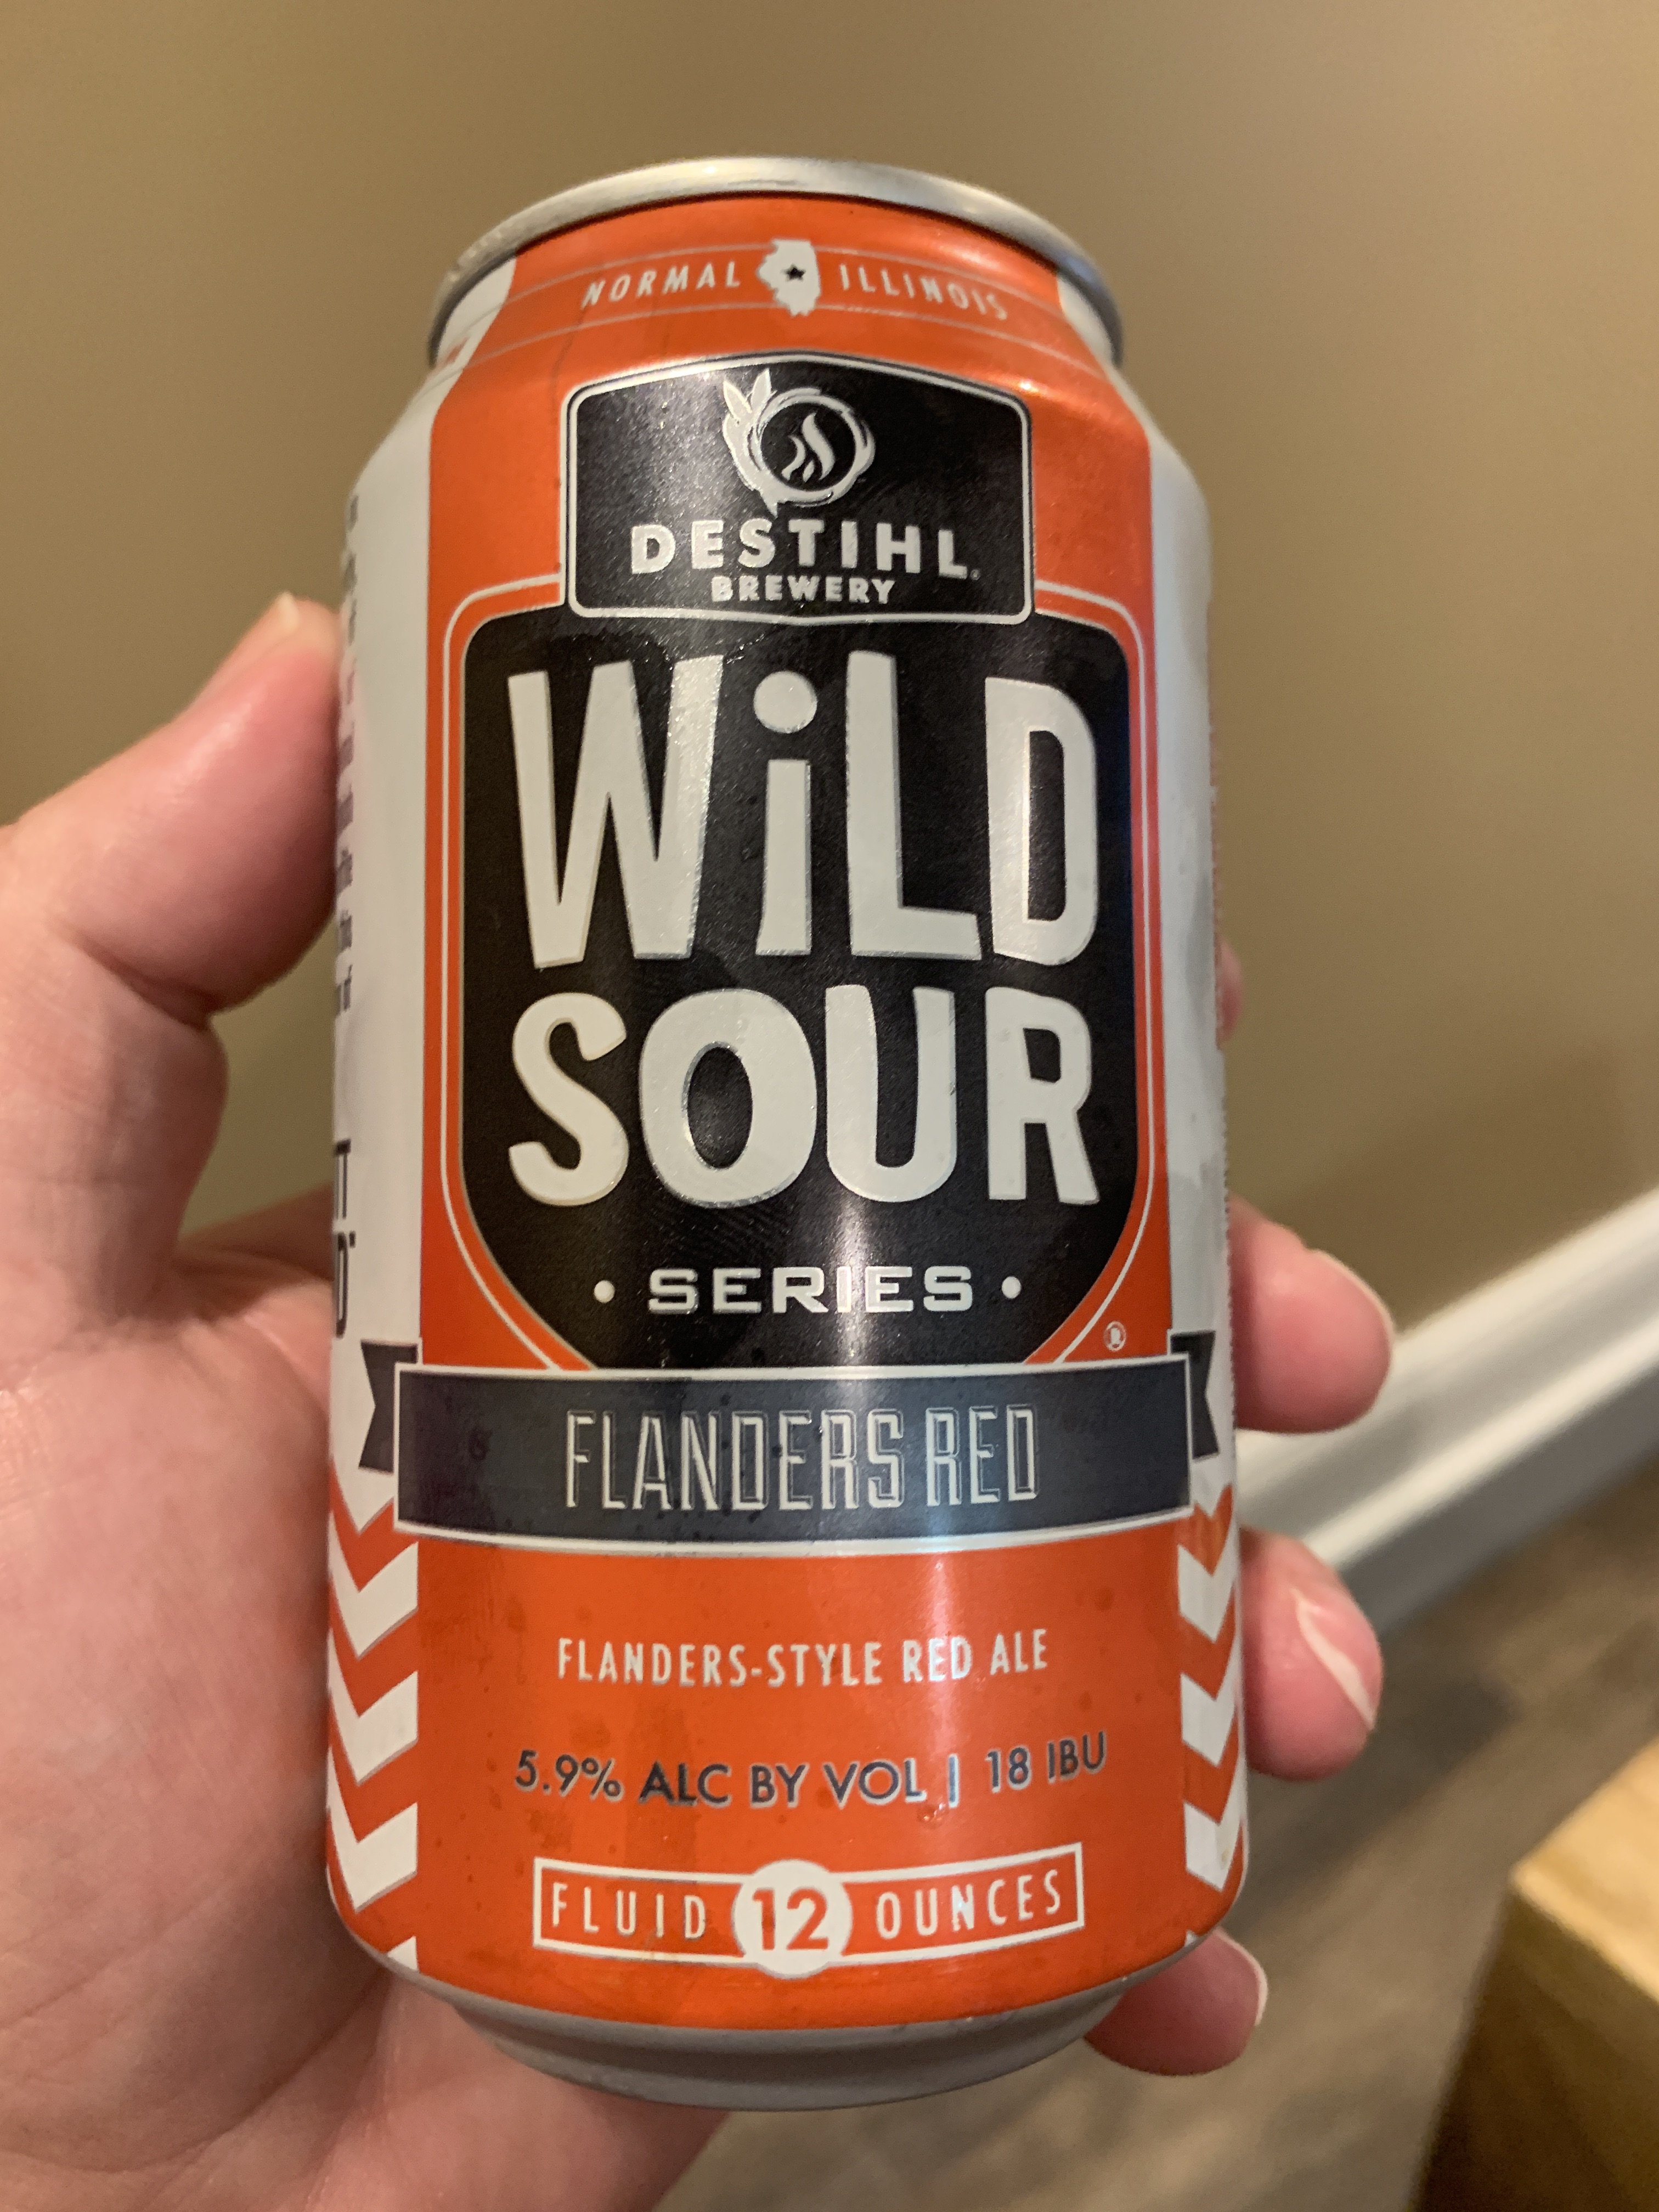 NORMAL ILLINOIS
DESTIHL
BREWERY
WiLD
SOUR
• SERIES •
®
FLANDERS RED
FLANDERS-STYLE RED ALE
5.9% ALC BY VOL | 18 IBU
FLUID 12 OUNCES